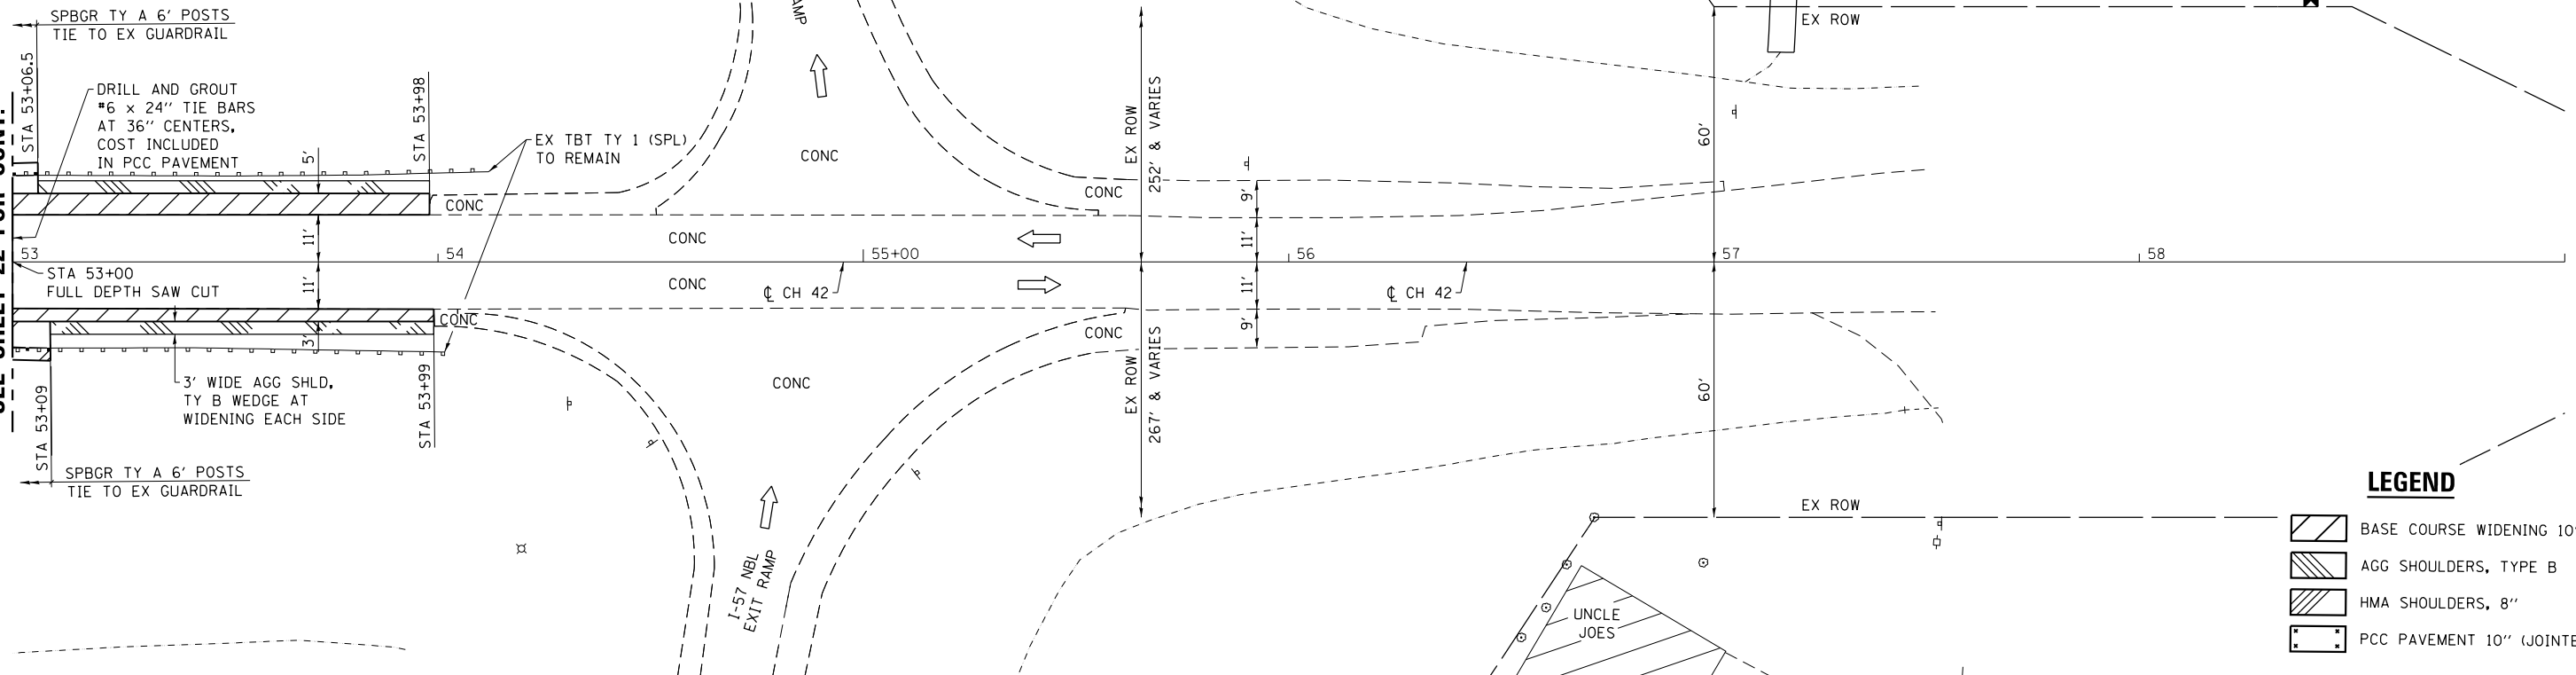 SPBGR TY A 6' POSTS
TIE TO EX GUARDRAIL
STA 53+06.5
DRILL AND GROUT
#6 x 24" TIE BARS
AT 36" CENTERS,
COST INCLUDED
IN PCC PAVEMENT
STA 53+98
5'
EX TBT TY 1 (SPL)
TO REMAIN
RAMP
CONC
EX ROW
252' & VARIES
EX ROW
60'
CONC
CONC
9'
11'
CONC
11'
53
54
55+00
56
57
58
STA 53+00
FULL DEPTH SAW CUT
11'
CONC
℄ CH 42
11'
℄ CH 42
CONC
3'
CONC
9'
3' WIDE AGG SHLD,
TY B WEDGE AT
WIDENING EACH SIDE
STA 53+09
STA 53+99
CONC
EX ROW
267' & VARIES
60'
SPBGR TY A 6' POSTS
TIE TO EX GUARDRAIL
I-57 NBL
EXIT RAMP
EX ROW
UNCLE
JOES
LEGEND
BASE COURSE WIDENING 10"
AGG SHOULDERS, TYPE B
HMA SHOULDERS, 8"
PCC PAVEMENT 10" (JOINTE